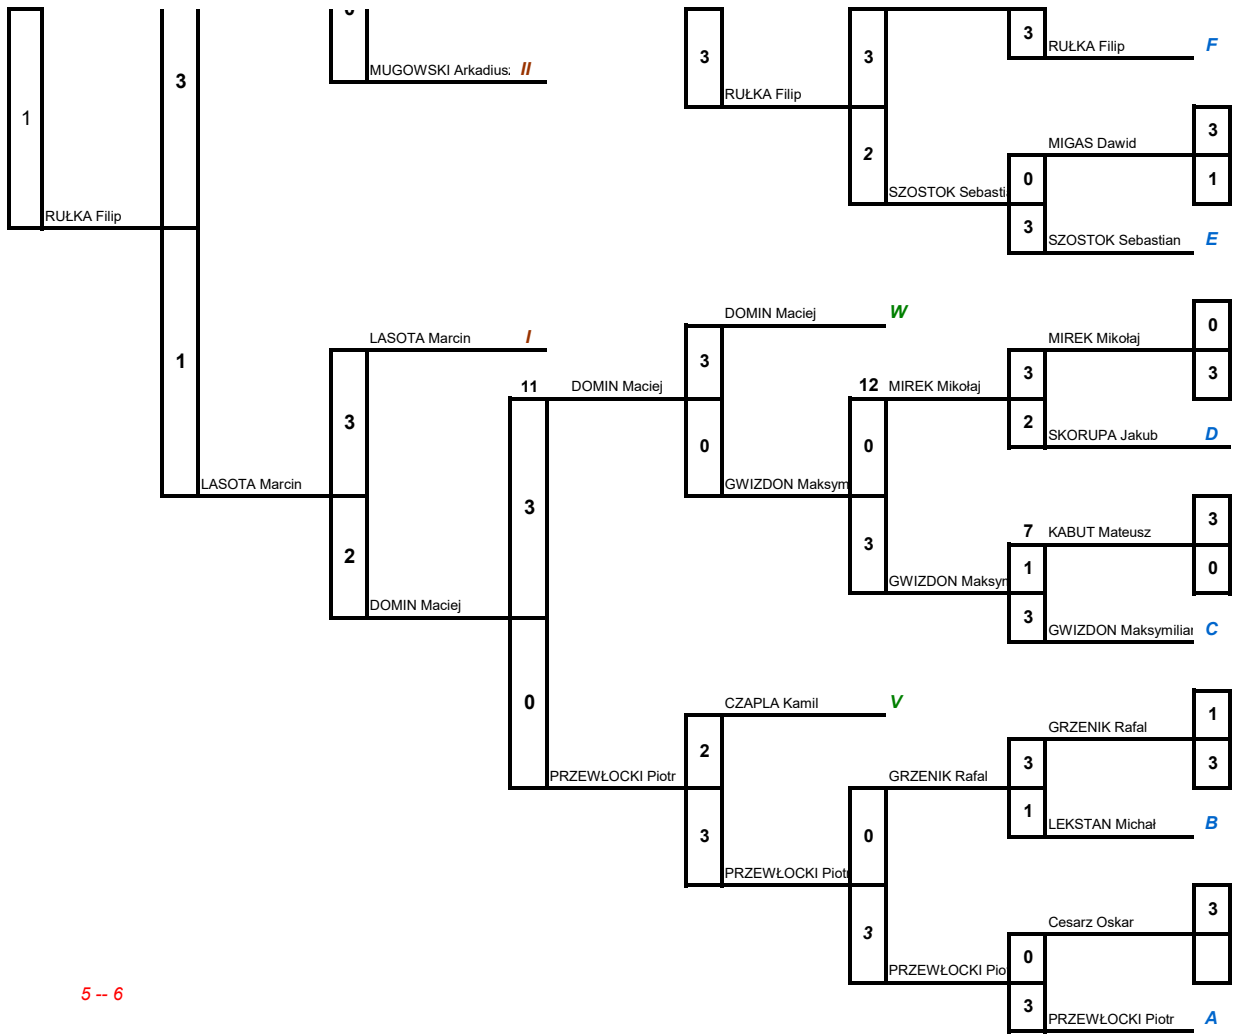 3
RUŁKA Filip
F
MUGOWSKI Arkadiusz
II
3
3
3
RUŁKA Filip
1
3
MIGAS Dawid
2
0
1
SZOSTOK Sebasti
RUŁKA Filip
3
SZOSTOK Sebastian
E
DOMIN Maciej
W
0
LASOTA Marcin
I
MIREK Mikołaj
1
3
3
3
11
DOMIN Maciej
12
MIREK Mikołaj
3
2
SKORUPA Jakub
D
0
0
LASOTA Marcin
GWIZDON Maksym
3
3
7
KABUT Mateusz
2
3
1
0
GWIZDON Maksym
DOMIN Maciej
3
GWIZDON Maksymilian
C
0
CZAPLA Kamil
V
1
GRZENIK Rafal
2
3
3
PRZEWŁOCKI Piotr
GRZENIK Rafal
1
LEKSTAN Michał
B
3
0
PRZEWŁOCKI Piotr
3
Cesarz Oskar
3
0
PRZEWŁOCKI Pio
5 -- 6
3
PRZEWŁOCKI Piotr
A